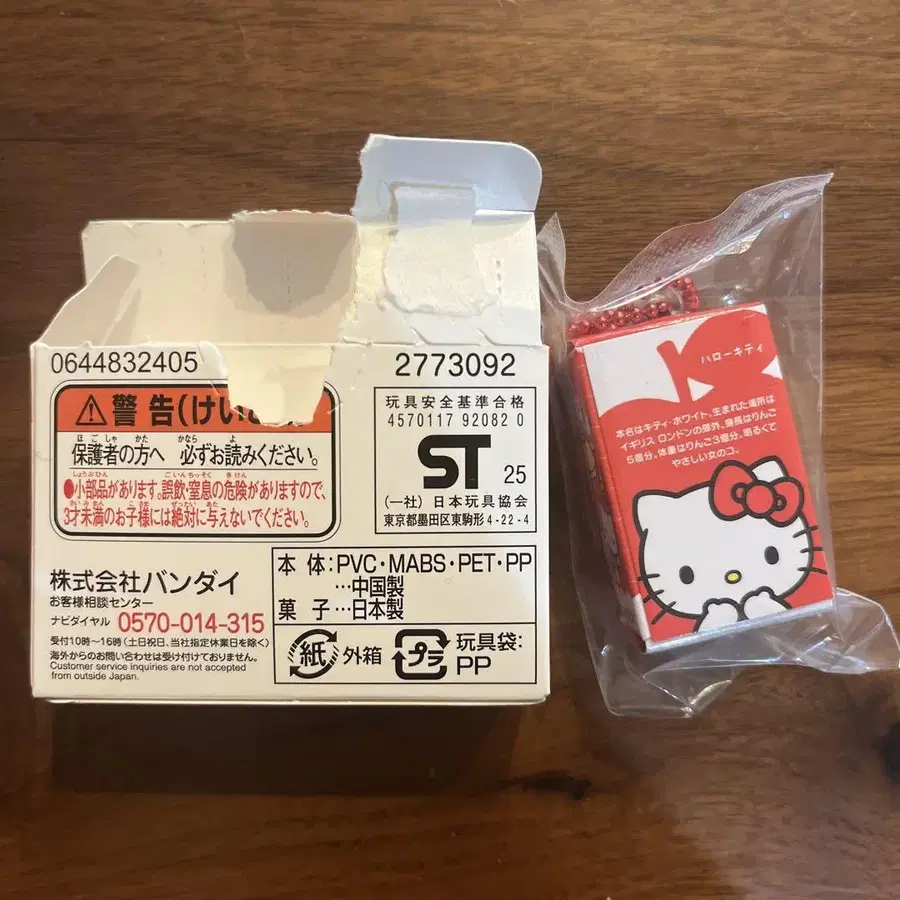 0644832405
2773092
警告(けい
保護者の方へ 必ずお読みください。
●小部品があります。誤飲・窒息の危険がありますので、
3才未満のお子様には絶対に与えないでください。
玩具安全基準合格
4570117 92082 0
ST 25
(一社)日本玩具協会
東京都墨田区東駒形4-22-4
株式会社バンダイ
お客様相談センター
ナビダイヤル 0570-014-315
受付10時〜16時(土日祝日、当社指定休業日を除く)
海外からのお問い合わせは受け付けておりません。
Customer service inquiries are not accepted
from outside Japan.
本体:PVC・MABS・PET・PP
…中国製
菓子…日本製
紙 外箱
プラ 玩具袋:
PP
ハローキティ
本名はキティ・ホワイト。生まれた場所は
イギリス ロンドンの郊外。身長はりんご
5個分。体重はりんご3個分。明るくて
やさしい女のコ。